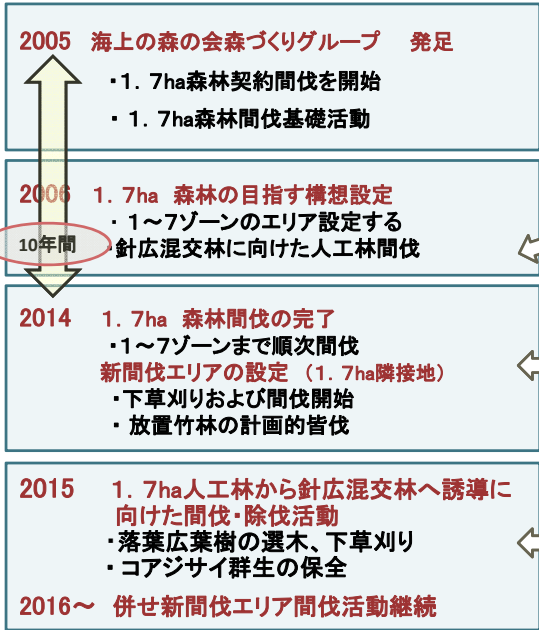 2005 海上の森の会森づくりグループ 発足
・1．7ha森林契約間伐を開始
・1．7ha森林間伐基礎活動
2006 1．7ha 森林の目指す構想設定
・1～7ゾーンのエリア設定する
10年間
・針広混交林に向けた人工林間伐
2014 1．7ha 森林間伐の完了
・1～7ゾーンまで順次間伐
新間伐エリアの設定（1．7ha隣接地）
・下草刈りおよび間伐開始
・放置竹林の計画的皆伐
2015 1．7ha人工林から針広混交林へ誘導に
向けた間伐・除伐活動
・落葉広葉樹の選木、下草刈り
・コアジサイ群生の保全
2016～ 併せ新間伐エリア間伐活動継続